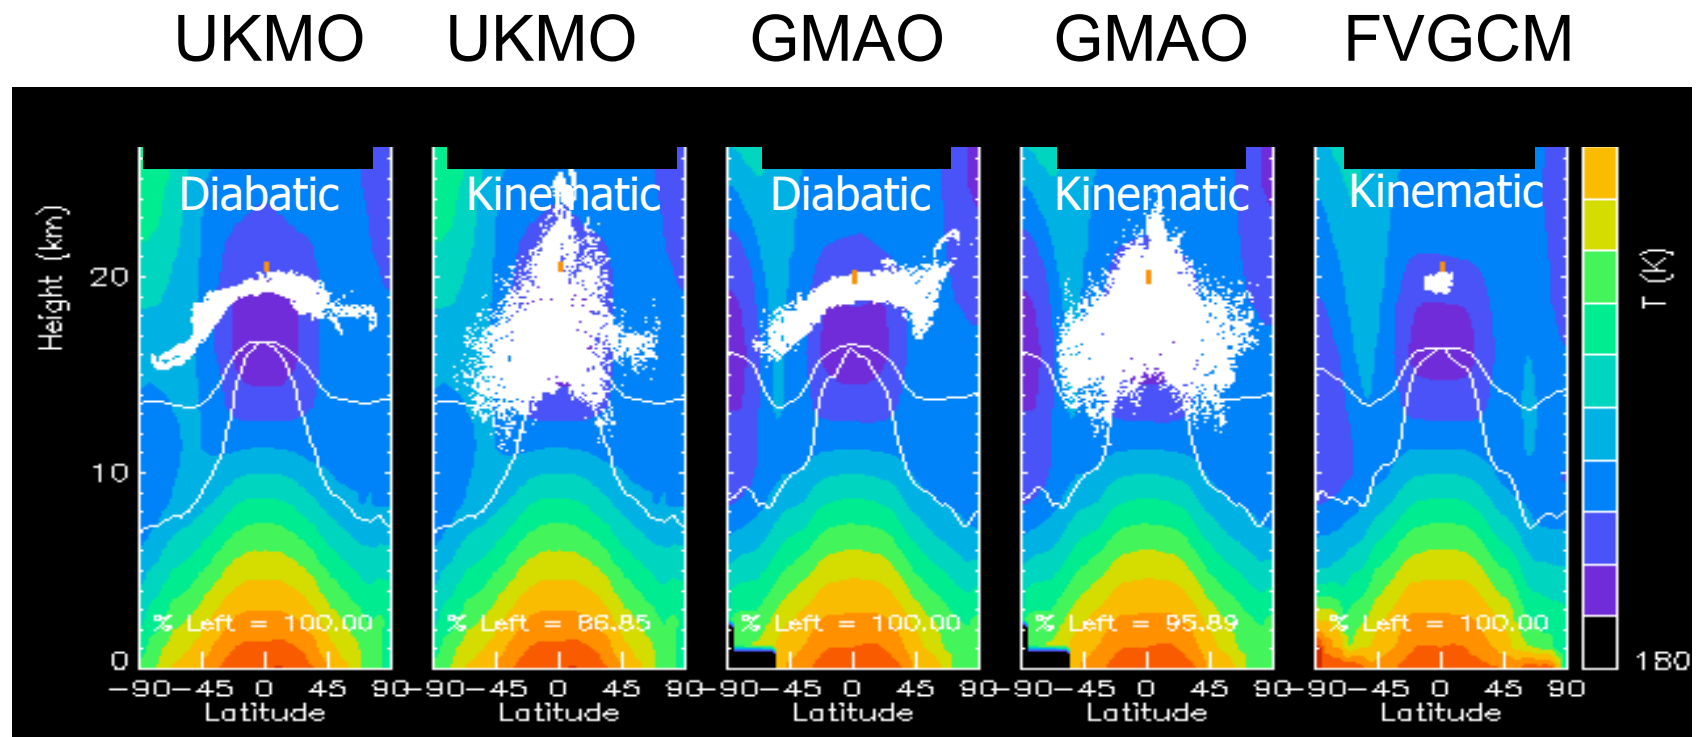 UKMO UKMO GMAO GMAO FVGCM
Diabatic Kinematic Diabatic Kinematic Kinematic
Height (km)
T (K)
20
10
% Left = 100.00 % Left = 86.85 % Left = 100.00 % Left = 95.89 % Left = 100.00
0
180
-90 -45 0 45 90 -90 -45 0 45 90 -90 -45 0 45 90 -90 -45 0 45 90 -90 -45 0 45 90
Latitude Latitude Latitude Latitude Latitude